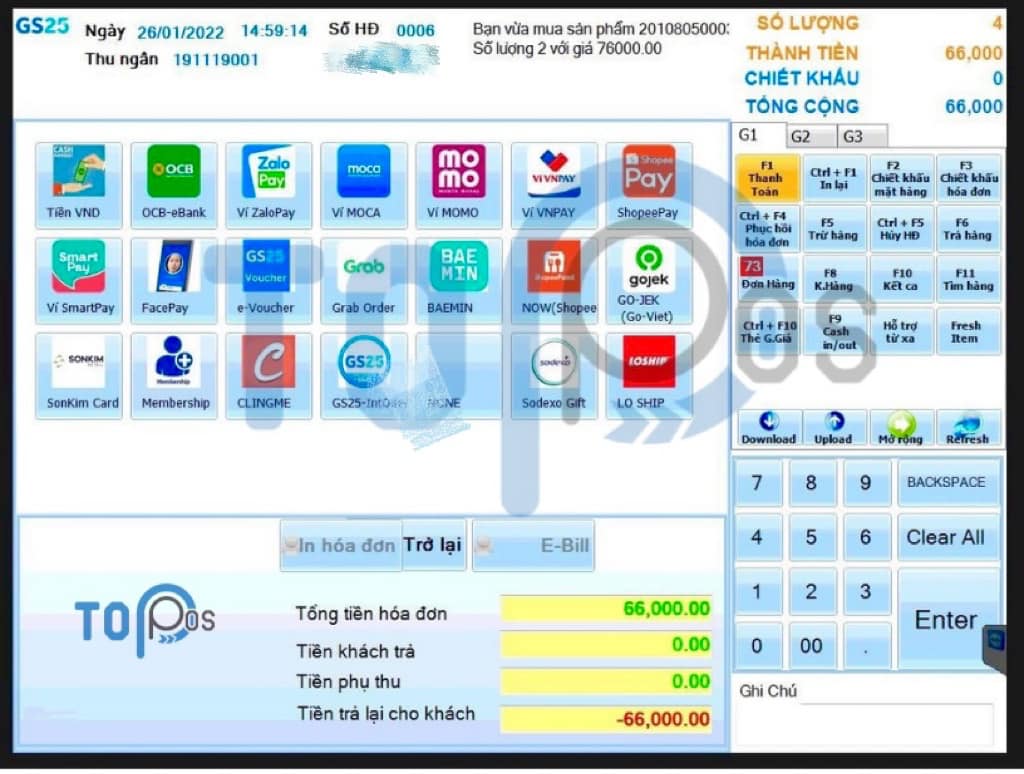 GS25
Ngày 26/01/2022 14:59:14 Số HĐ 0006
Thu ngân 191119001
Bạn vừa mua sản phẩm 2010805000
Số lượng 2 với giá 76000.00
SỐ LƯỢNG 4
THÀNH TIỀN 66,000
CHIẾT KHẤU 0
TỔNG CỘNG 66,000
G1 G2 G3
CASH
OCB
Zalo Pay
moca
MOMO
VÍ VNPAY
Shopee Pay
Tiền VND
OCB-eBank
Ví ZaloPay
Ví MOCA
Ví MOMO
Ví VNPAY
ShopeePay
Smart Pay
GS25 Voucher
Grab
BAEMIN
ShopeeFood
gojek
Ví SmartPay
FacePay
e-Voucher
Grab Order
BAEMIN
NOW(Shopee
GO-JEK
(Go-Viet)
SONKIM
Membership
C
GS25
sodexo
LOSHIP
SonKim Card
Membership
CLINGME
Sodexo Gift
LO SHIP
F1
Thanh
Toán
Ctrl + F1
In lại
F2
Chiết khấu
mặt hàng
F3
Chiết khấu
hóa đơn
Ctrl + F4
Phục hồi
hóa đơn
F5
Trừ hàng
Ctrl + F5
Hủy HĐ
F6
Trả hàng
73
Đơn Hàng
F8
K.Hàng
F10
Kết ca
F11
Tìm hàng
Ctrl + F10
Thẻ G.Giá
F9
Cash
in/out
Hỗ trợ
từ xa
Fresh
Item
Download
Upload
Mở rộng
Refresh
7 8 9 BACKSPACE
4 5 6 Clear All
1 2 3
Enter
0 00 .
Ghi Chú
In hóa đơn
Trở lại
E-Bill
TOPOS
Tổng tiền hóa đơn 66,000.00
Tiền khách trả 0.00
Tiền phụ thu 0.00
Tiền trả lại cho khách -66,000.00
TOPOS